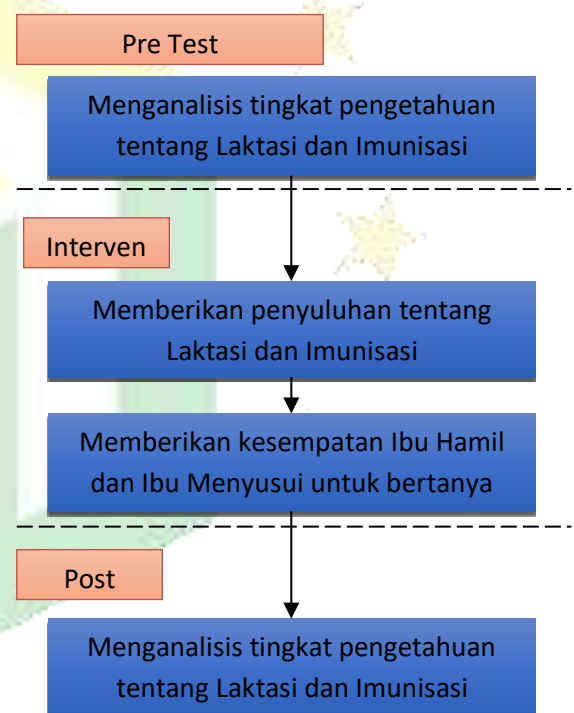 Pre Test
Menganalisis tingkat pengetahuan
tentang Laktasi dan Imunisasi
Interven
Memberikan penyuluhan tentang
Laktasi dan Imunisasi
Memberikan kesempatan Ibu Hamil
dan Ibu Menyusui untuk bertanya
Post
Menganalisis tingkat pengetahuan
tentang Laktasi dan Imunisasi